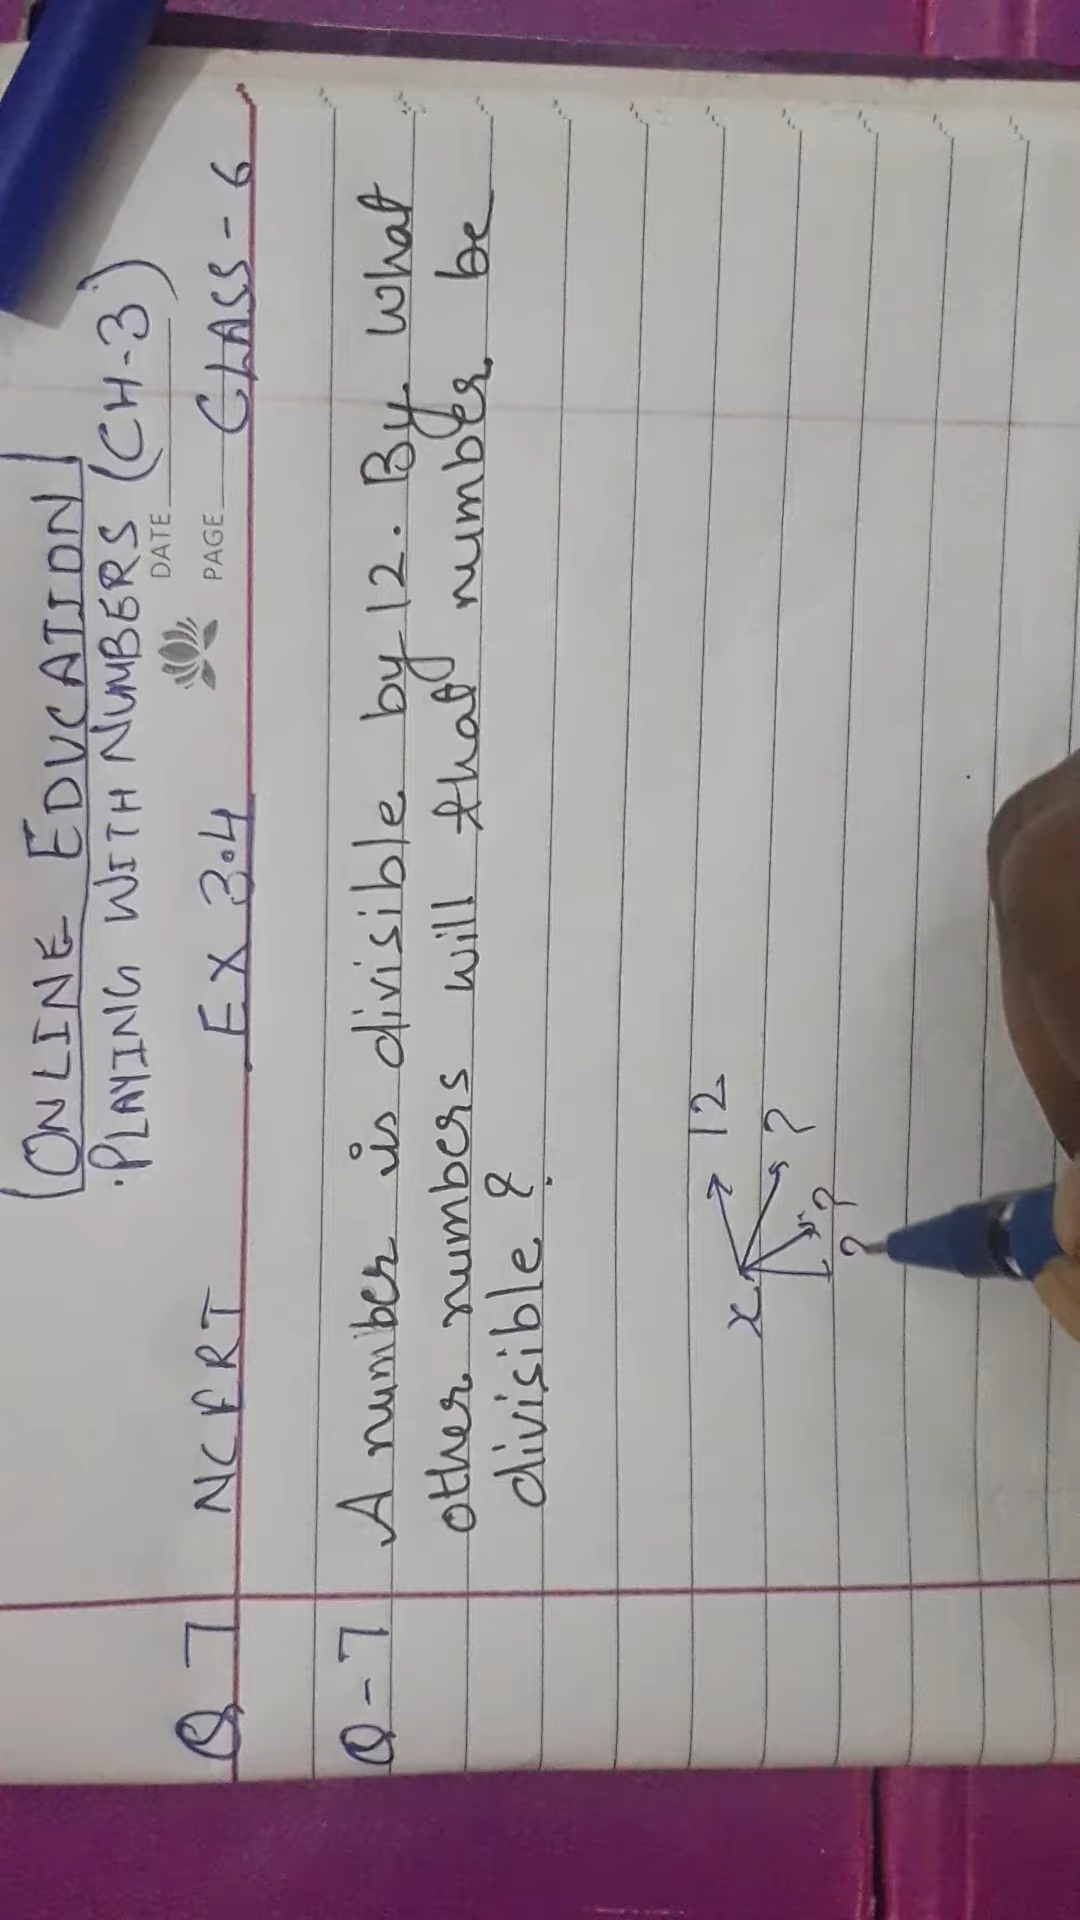 ONLINE EDUCATION
PLAYING WITH NUMBERS (CH-3)
DATE
PAGE
Q 7 NCERT EX 3.4 CLASS-6
Q-7 A number is divisible by 12. By what
other numbers will that number be
divisible ?
x 12
?
?
?